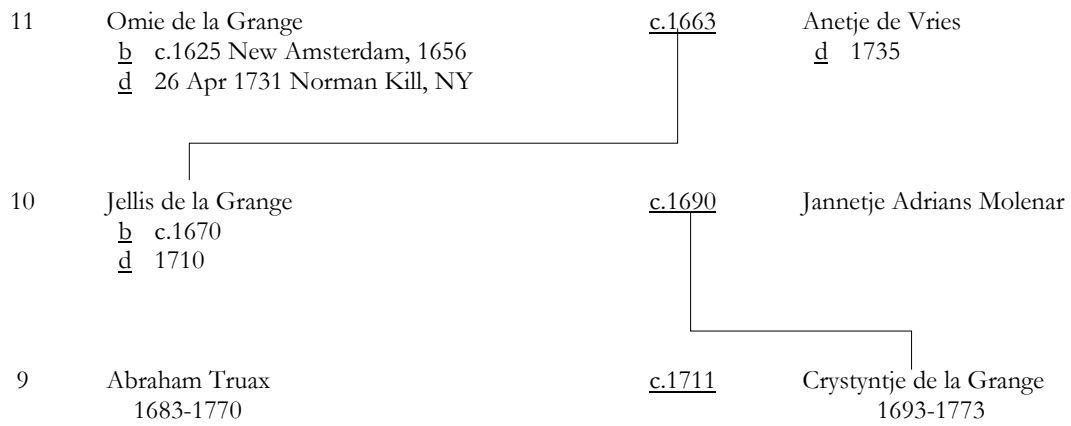 11 Omie de la Grange c.1663 Anetje de Vries
b c.1625 New Amsterdam, 1656 d 1735
d 26 Apr 1731 Norman Kill, NY
10 Jellis de la Grange c.1690 Jannetje Adrians Molenar
b c.1670
d 1710
9 Abraham Truax c.1711 Crystyntje de la Grange
1683-1770 1693-1773